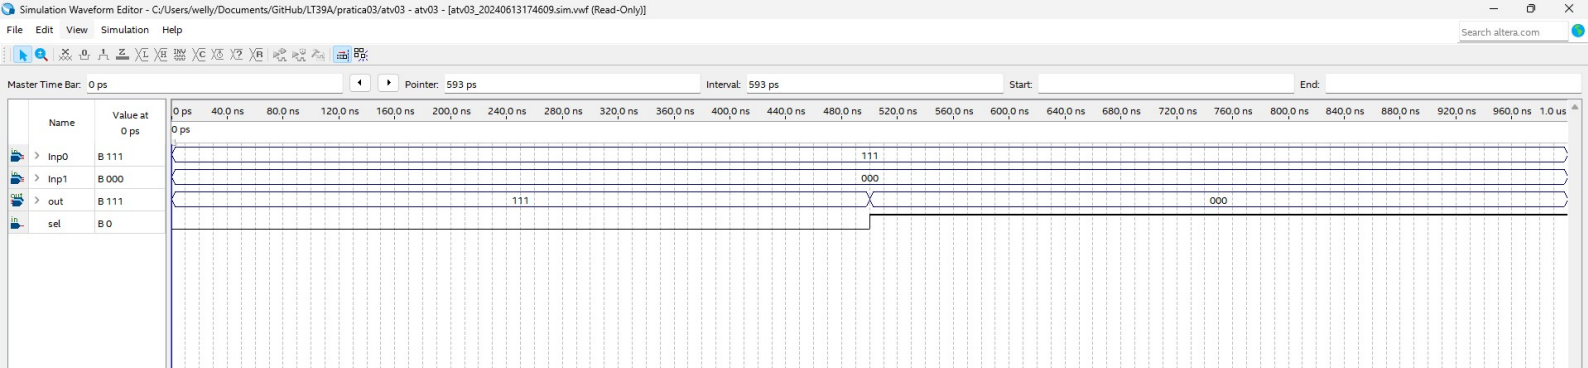 Simulation Waveform Editor - C:/Users/welly/Documents/GitHub/LT39A/pratica03/atv03 - atv03 - [atv03_20240613174609.sim.vwf (Read-Only)]
File Edit View Simulation Help
Search altera.com
Master Time Bar: 0 ps Pointer: 593 ps Interval: 593 ps Start: End:
Name Value at 0 ps
0 ps 40.0 ns 80.0 ns 120.0 ns 160.0 ns 200.0 ns 240.0 ns 280.0 ns 320.0 ns 360.0 ns 400.0 ns 440.0 ns 480.0 ns 520.0 ns 560.0 ns 600.0 ns 640.0 ns 680.0 ns 720.0 ns 760.0 ns 800.0 ns 840.0 ns 880.0 ns 920.0 ns 960.0 ns 1.0 us
0 ps
Inp0 B 111 111
Inp1 B 000 000
out B 111 111 000
sel B 0